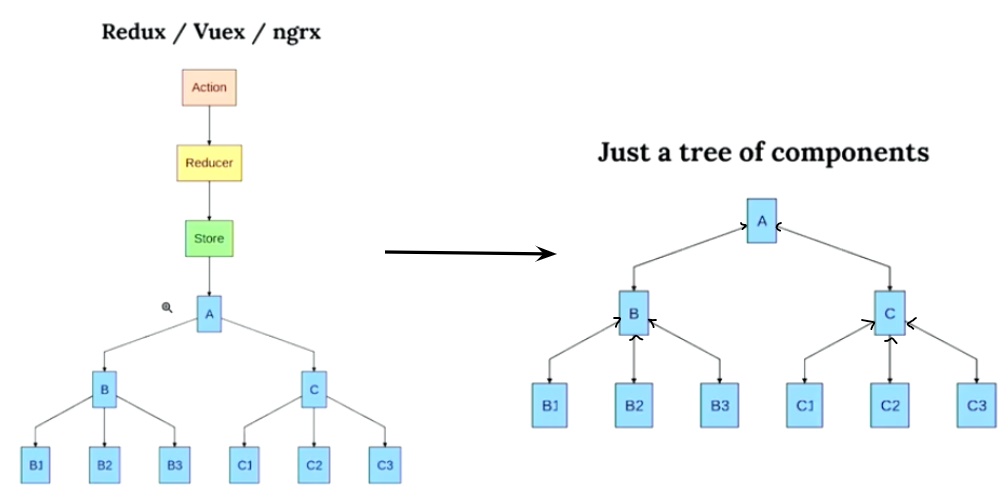 Redux / Vuex / ngrx
Action
Reducer
Store
A
B
C
B1
B2
B3
C1
C2
C3
Just a tree of components
A
B
C
B1
B2
B3
C1
C2
C3